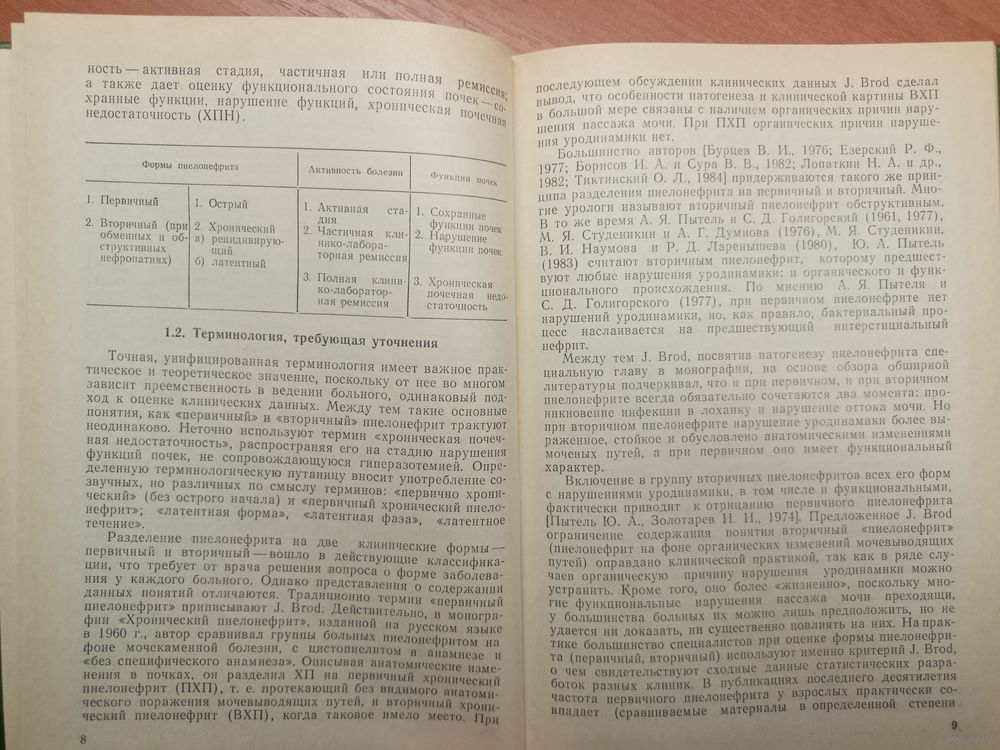 ность — активная стадия, частичная или полная ремиссия;
а также дает оценку функционального состояния почек — со-
хранные функции, нарушение функций, хроническая почечная
недостаточность (ХПН).
Формы пиелонефрита
Активность болезни
Функции почек
1. Первичный
2. Вторичный (при
обменных и об-
структивных
нефропатиях)
1. Острый
2. Хронический
а) рецидивирую-
щий
б) латентный
1. Активная ста-
дия
2. Частичная кли-
нико-лабора-
торная ремиссия
3. Полная клини-
ко-лаборатор-
ная ремиссия
1. Сохранные
функции почек
2. Нарушение
функции почек
3. Хроническая
почечная недо-
статочность
1.2. Терминология, требующая уточнения
Точная, унифицированная терминология имеет важное прак-
тическое и теоретическое значение, поскольку от нее во многом
зависит преемственность в ведении больного, одинаковый под-
ход к оценке клинических данных. Между тем такие основные
понятия, как «первичный» и «вторичный» пиелонефрит трактуют
неодинаково. Неточно используют термин «хроническая почеч-
ная недостаточность», распространяя его на стадию нарушения
функций почек, не сопровождающуюся гиперазотемией. Опре-
деленную терминологическую путаницу вносит употребление со-
звучных, но различных по смыслу терминов: «первично хрони-
ческий» (без острого начала) и «первичный хронический пиело-
нефрит»; «латентная форма», «латентная фаза», «латентное
течение».
Разделение пиелонефрита на две клинические формы —
первичный и вторичный — вошло в действующие классифика-
ции, что требует от врача решения вопроса о форме заболева-
ния у каждого больного. Однако представления о содержании
данных понятий отличаются. Традиционно термин «первичный
пиелонефрит» приписывают J. Brod. Действительно, в моногра-
фии «Хронический пиелонефрит», изданной на русском языке
в 1960 г., автор сравнивал группы больных пиелонефритом на
фоне мочекаменной болезни, с цистопиелитом в анамнезе и
«без специфического анамнеза». Описывая анатомические изме-
нения в почках, он разделил ХП на первичный хронический
пиелонефрит (ПХП), т. е. протекающий без видимого анатоми-
ческого поражения мочевыводящих путей, и вторичный хрони-
ческий пиелонефрит (ВХП), когда таковое имело место. При
8
последующем обсуждении клинических данных J. Brod сделал
вывод, что особенности патогенеза и клинической картины ВХП
в большой мере связаны с наличием органических причин нару-
шения пассажа мочи. При ПХП органических причин наруше-
ния уродинамики нет.
Большинство авторов [Бурцев В. И., 1976; Езерский Р. Ф.,
1977; Борисов И. А. и Сура В. В., 1982; Лопаткин Н. А. и др.,
1982; Тиктинский О. Л., 1984] придерживаются такого же прин-
ципа разделения пиелонефрита на первичный и вторичный. Мно-
гие урологи называют вторичный пиелонефрит обструктивным.
В то же время А. Я. Пытель и С. Д. Голигорский (1961, 1977),
М. Я. Студеникин и А. Г. Думнова (1976), М. Я. Студеникин,
В. И. Наумова и Р. Д. Ларенышева (1980), Ю. А. Пытель
(1983) считают вторичным пиелонефрит, которому предшест-
вуют любые нарушения уродинамики: и органического и функ-
ционального происхождения. По мнению А. Я. Пытеля и
С. Д. Голигорского (1977), при первичном пиелонефрите нет
нарушений уродинамики, но, как правило, бактериальный про-
цесс наслаивается на предшествующий интерстициальный
нефрит.
Между тем J. Brod, посвятив патогенезу пиелонефрита спе-
циальную главу в монографии, на основе обзора обширной
литературы подчеркивал, что и при первичном, и при вторичном
пиелонефрите всегда обязательно сочетаются два момента: про-
никновение инфекции в лоханку и нарушение оттока мочи. Но
при вторичном пиелонефрите нарушение уродинамики более вы-
раженное, стойкое и обусловлено анатомическими изменениями
мочевых путей, а при первичном оно имеет функциональный
характер.
Включение в группу вторичных пиелонефритов всех его форм
с нарушениями уродинамики, в том числе и функциональными,
фактически приводит к отрицанию первичного пиелонефрита
[Пытель Ю. А., Золотарев И. И., 1974]. Предложенное J. Brod
ограничение содержания понятия вторичный «пиелонефрит»
(пиелонефрит на фоне органических изменений мочевыводящих
путей) оправдано клинической практикой, так как в ряде слу-
чаев органическую причину нарушения уродинамики можно
устранить. Кроме того, оно более «жизненно», поскольку мно-
гие функциональные нарушения пассажа мочи преходящи,
у большинства больных их можно лишь предположить, но не
удается ни доказать, ни существенно повлиять на них. На прак-
тике большинство специалистов при оценке формы пиелонефри-
та (первичный, вторичный) используют именно критерий J. Brod,
о чем свидетельствуют сходные данные статистических разра-
боток разных клиник. В публикациях последнего десятилетия
частота первичного пиелонефрита у взрослых практически со-
впадает (сравниваемые материалы в определенной степени
9